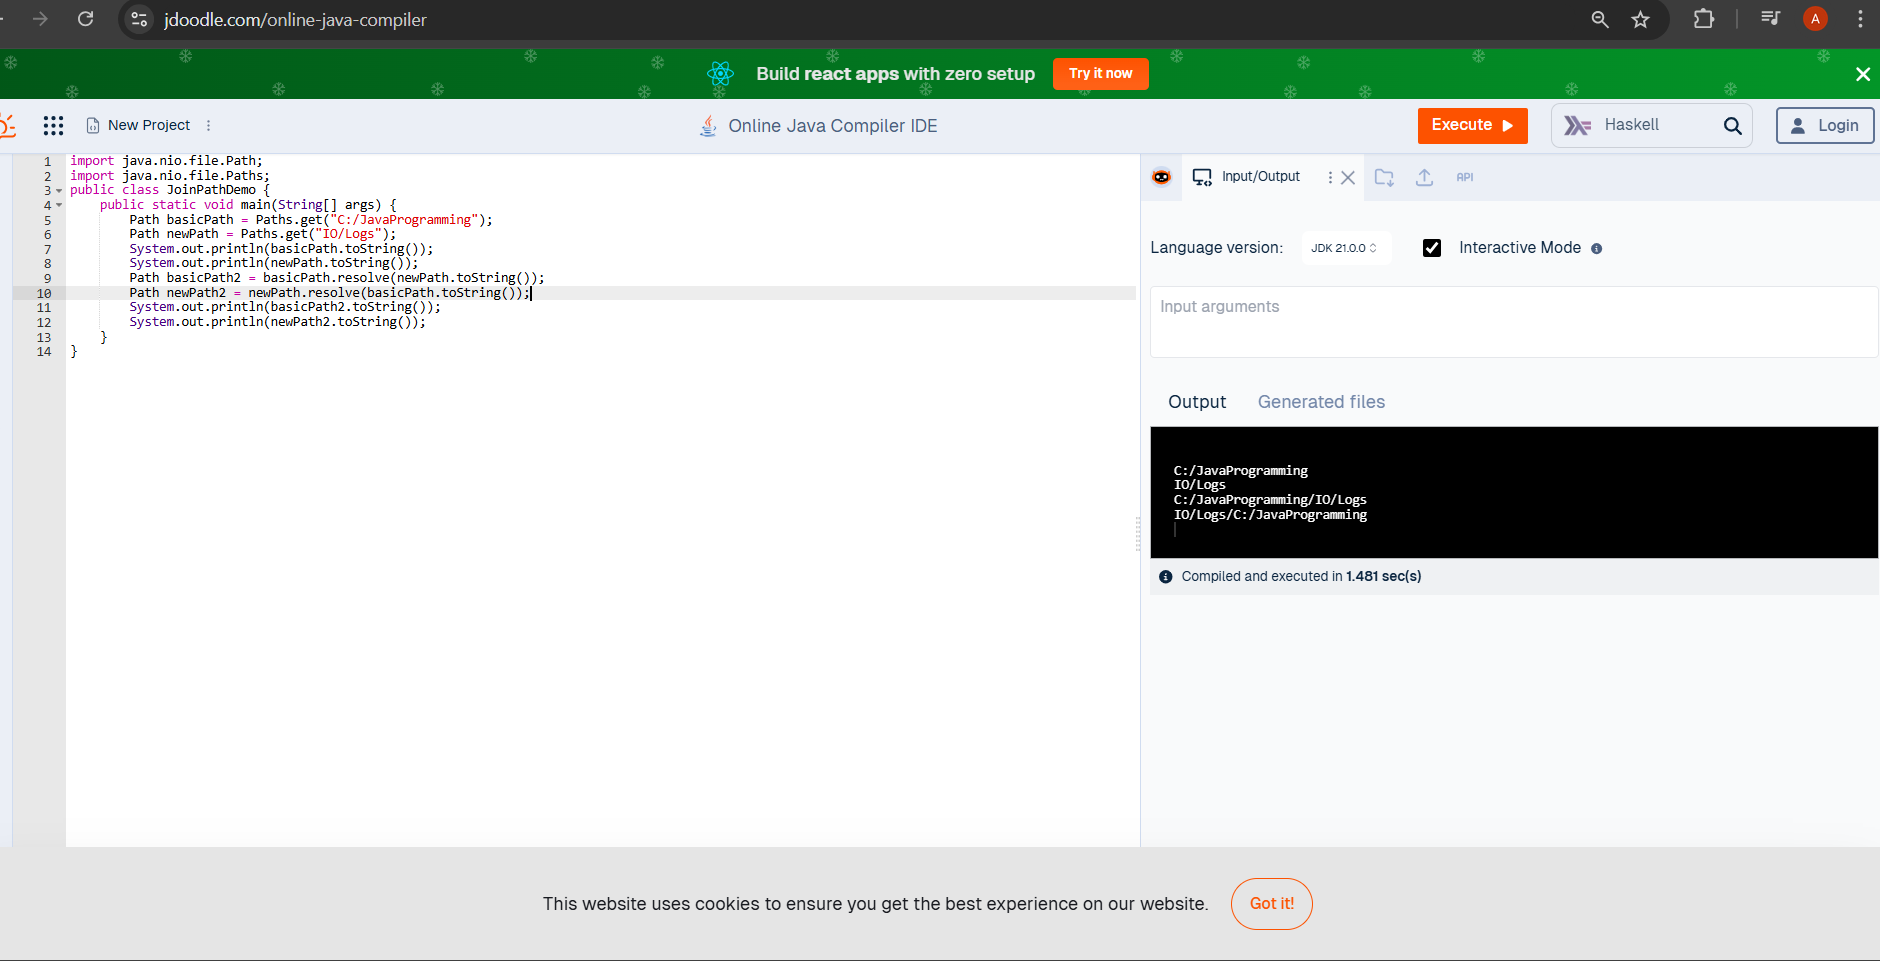 jdoodle.com/online-java-compiler
A
Build react apps with zero setup
Try it now
New Project
Online Java Compiler IDE
Execute
Haskell
Login
1 import java.nio.file.Path;
2 import java.nio.file.Paths;
3 public class JoinPathDemo {
4 public static void main(String[] args) {
5 Path basicPath = Paths.get("C:/JavaProgramming");
6 Path newPath = Paths.get("IO/Logs");
7 System.out.println(basicPath.toString());
8 System.out.println(newPath.toString());
9 Path basicPath2 = basicPath.resolve(newPath.toString());
10 Path newPath2 = newPath.resolve(basicPath.toString());
11 System.out.println(basicPath2.toString());
12 System.out.println(newPath2.toString());
13 }
14 }
Input/Output
API
Language version:
JDK 21.0.0
Interactive Mode
Input arguments
Output
Generated files
C:/JavaProgramming
IO/Logs
C:/JavaProgramming/IO/Logs
IO/Logs/C:/JavaProgramming
Compiled and executed in 1.481 sec(s)
This website uses cookies to ensure you get the best experience on our website.
Got it!